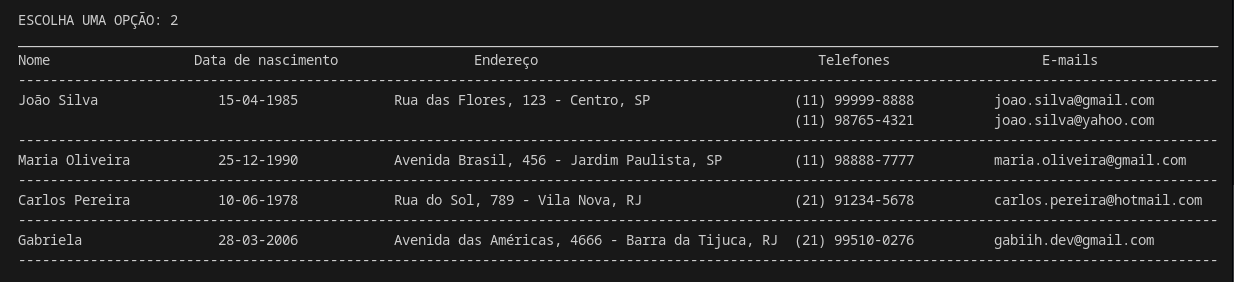 ESCOLHA UMA OPÇÃO: 2
Nome Data de nascimento Endereço Telefones E-mails
João Silva 15-04-1985 Rua das Flores, 123 - Centro, SP (11) 99999-8888 joao.silva@gmail.com
(11) 98765-4321 joao.silva@yahoo.com
Maria Oliveira 25-12-1990 Avenida Brasil, 456 - Jardim Paulista, SP (11) 98888-7777 maria.oliveira@gmail.com
Carlos Pereira 10-06-1978 Rua do Sol, 789 - Vila Nova, RJ (21) 91234-5678 carlos.pereira@hotmail.com
Gabriela 28-03-2006 Avenida das Américas, 4666 - Barra da Tijuca, RJ (21) 99510-0276 gabiih.dev@gmail.com